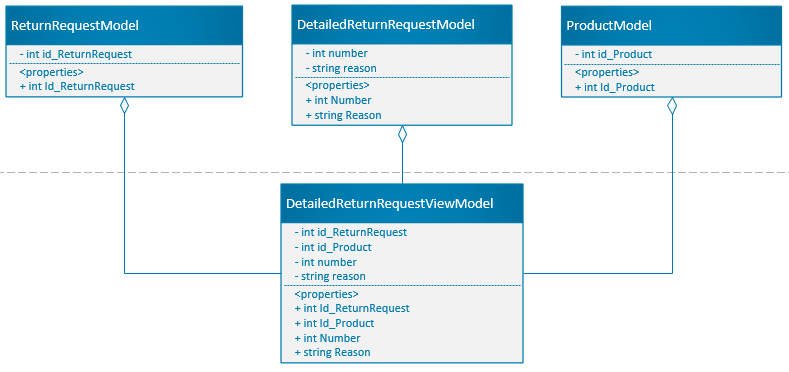 ReturnRequestModel
- int id_ReturnRequest
<properties>
+ int Id_ReturnRequest
DetailedReturnRequestModel
- int number
- string reason
<properties>
+ int Number
+ string Reason
ProductModel
- int id_Product
<properties>
+ int Id_Product
DetailedReturnRequestViewModel
- int id_ReturnRequest
- int id_Product
- int number
- string reason
<properties>
+ int Id_ReturnRequest
+ int Id_Product
+ int Number
+ string Reason